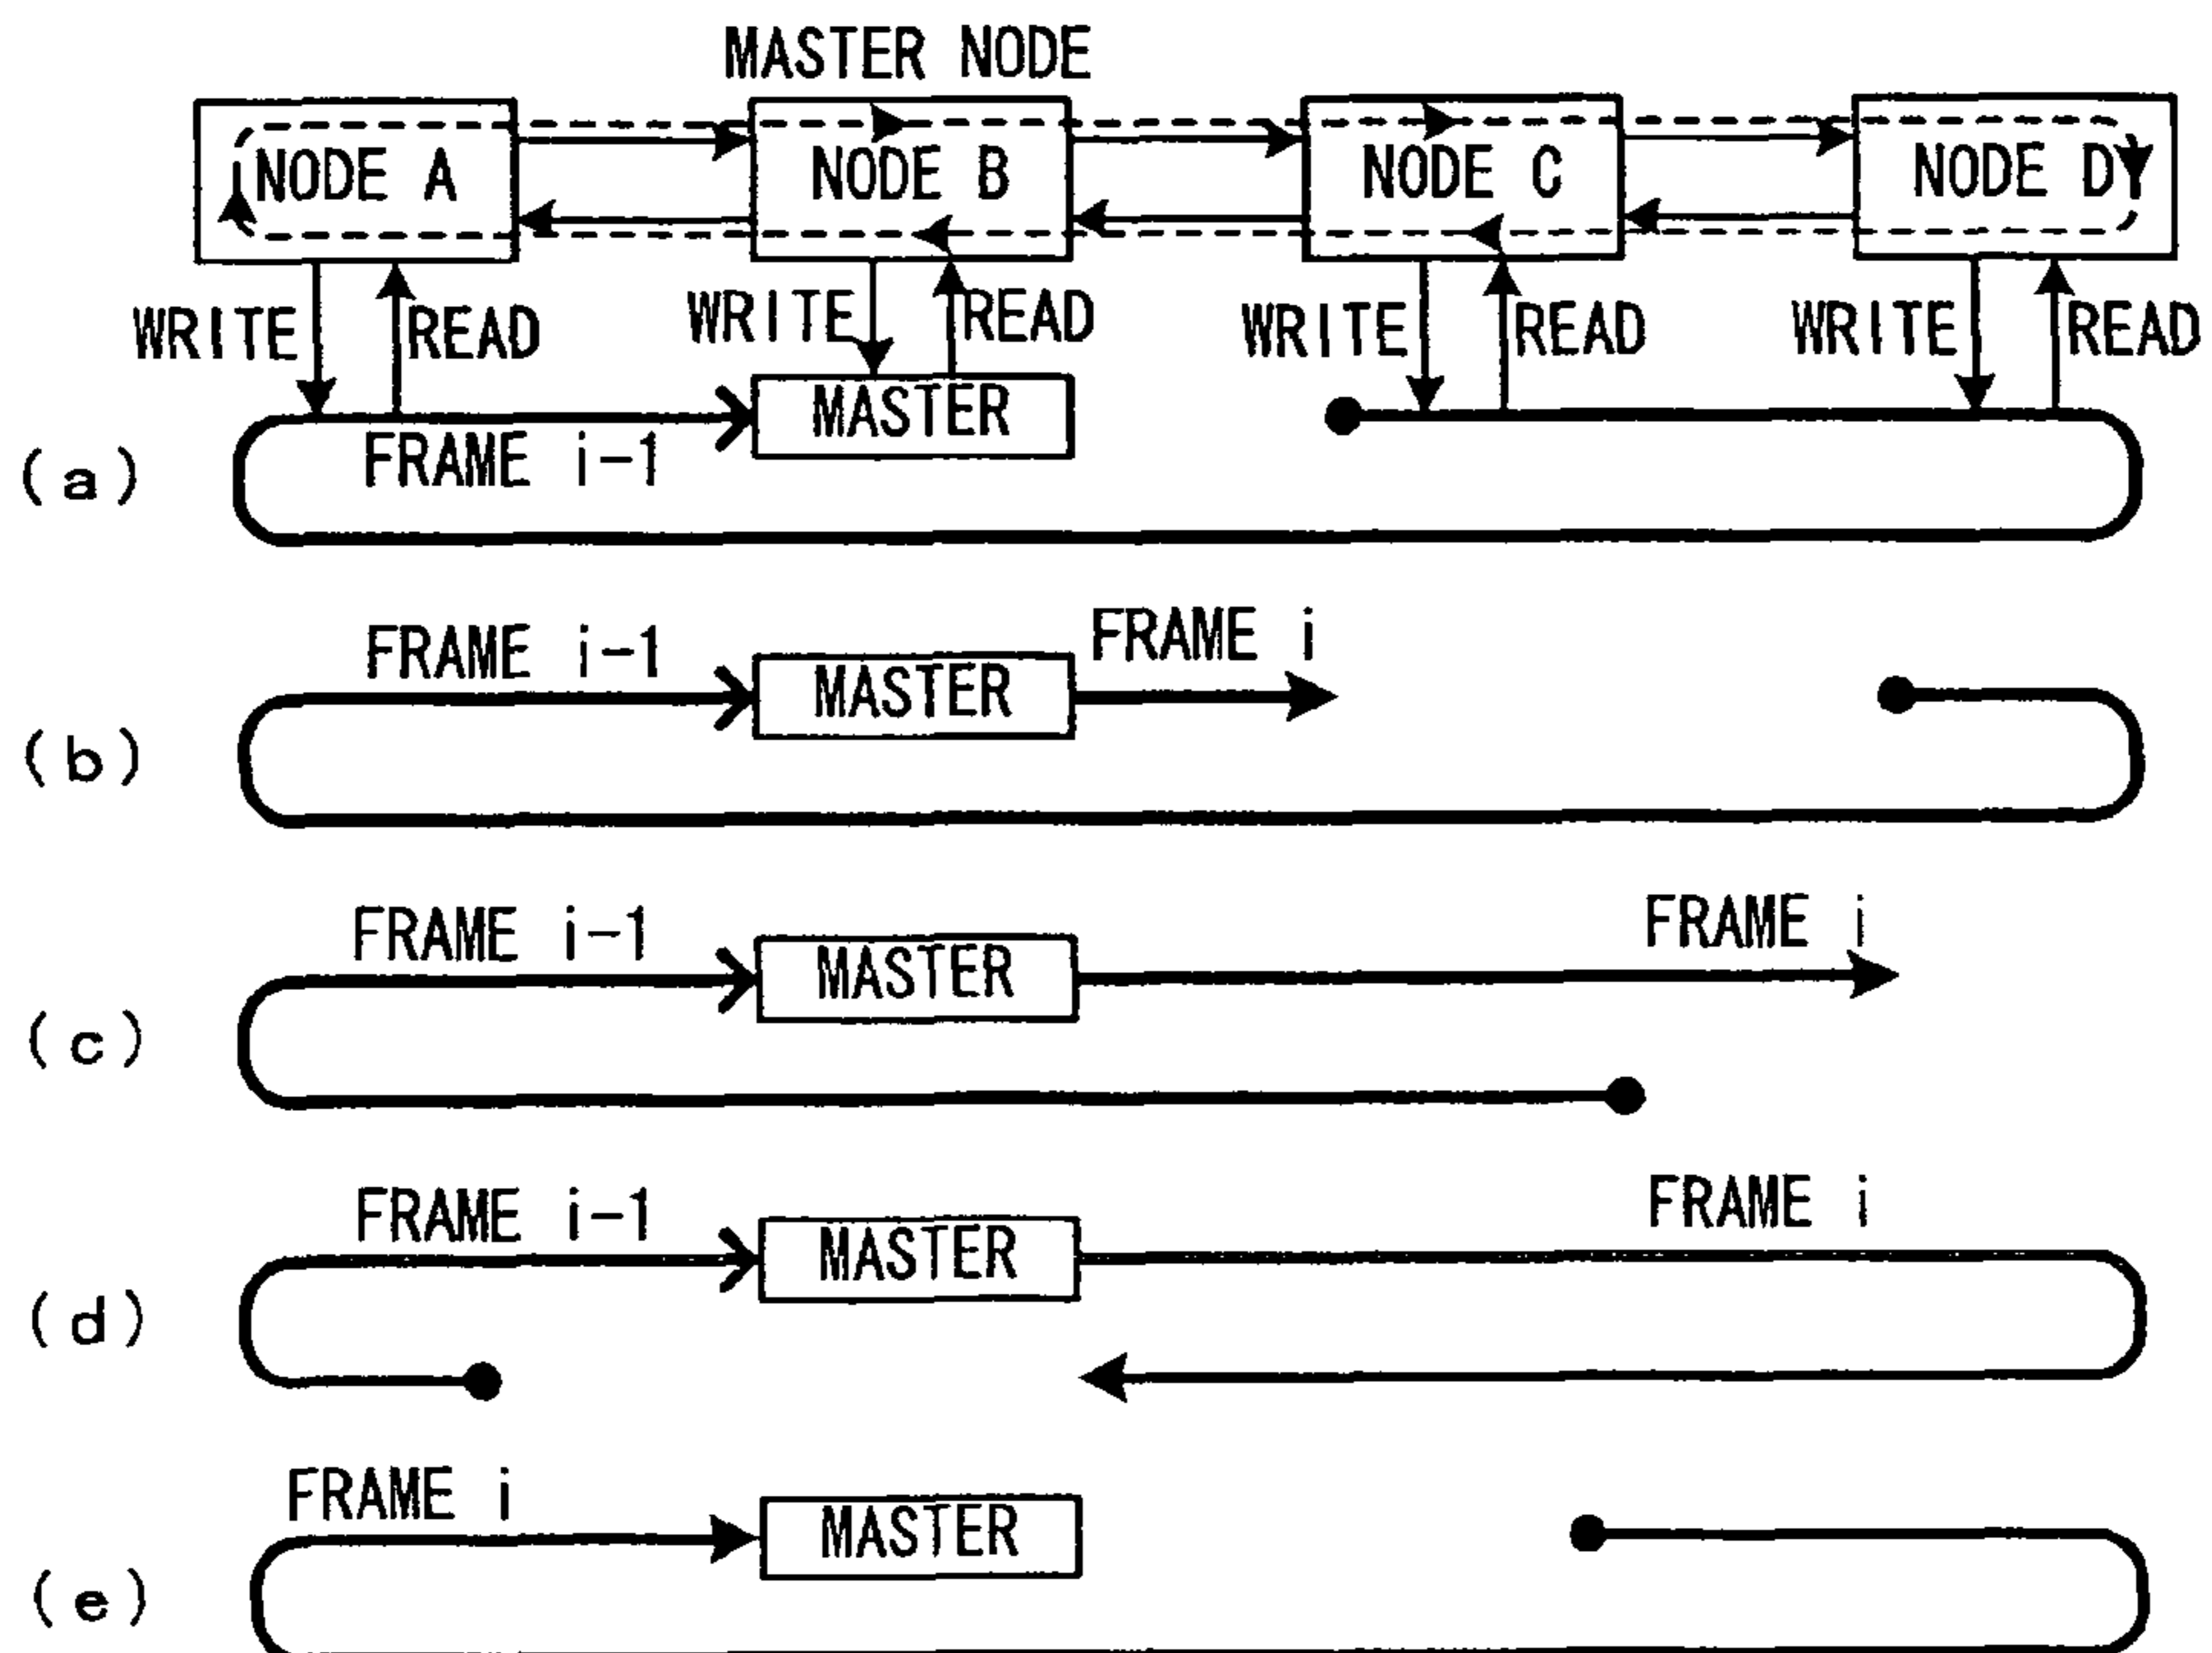 MASTER NODE
NODE A NODE B NODE C NODE D
WRITE READ WRITE READ WRITE READ WRITE READ
MASTER
FRAME i-1
(a)
FRAME i-1 MASTER FRAME i
(b)
FRAME i-1 MASTER FRAME i
(c)
FRAME i-1 MASTER FRAME i
(d)
FRAME i MASTER
(e)